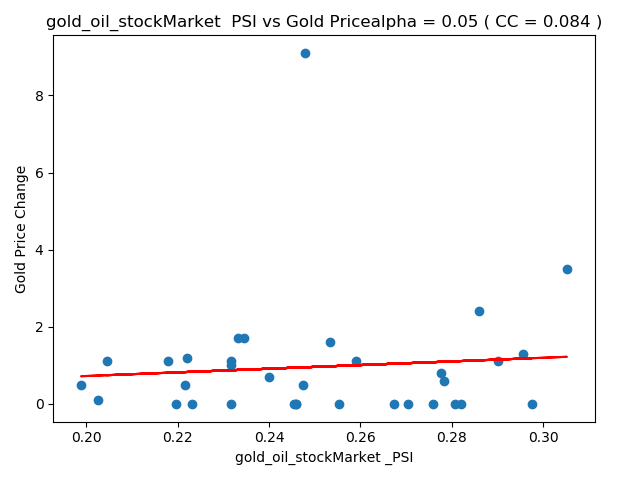 gold_oil_stockMarket  PSI vs Gold Pricealpha = 0.05 ( CC = 0.084 )
8
6
4
2
0
Gold Price Change
0.20 0.22 0.24 0.26 0.28 0.30
gold_oil_stockMarket _PSI